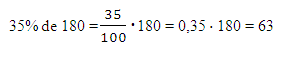 35% de 180 = 35/100 · 180 = 0,35 · 180 = 63